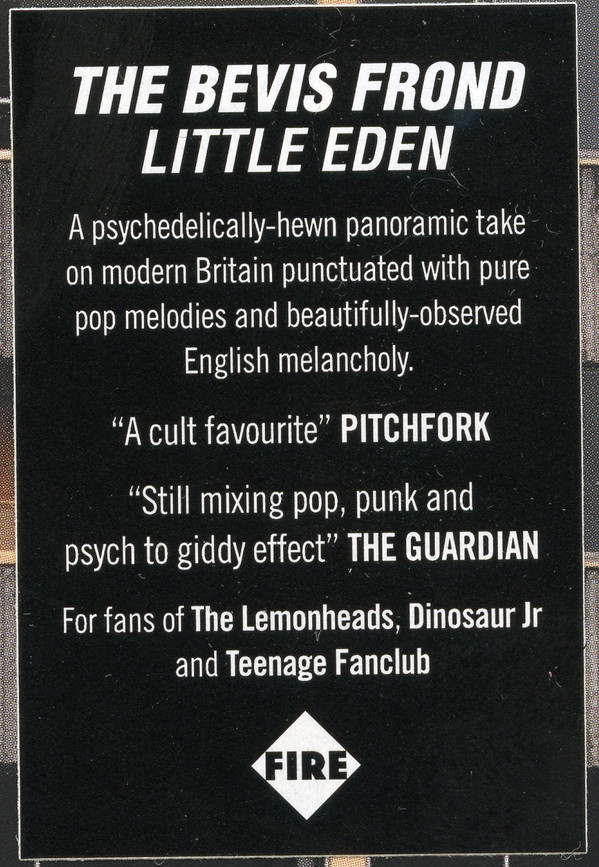 THE BEVIS FROND
LITTLE EDEN
A psychedelically-hewn panoramic take
on modern Britain punctuated with pure
pop melodies and beautifully-observed
English melancholy.
“A cult favourite” PITCHFORK
“Still mixing pop, punk and
psych to giddy effect” THE GUARDIAN
For fans of The Lemonheads, Dinosaur Jr
and Teenage Fanclub
FIRE